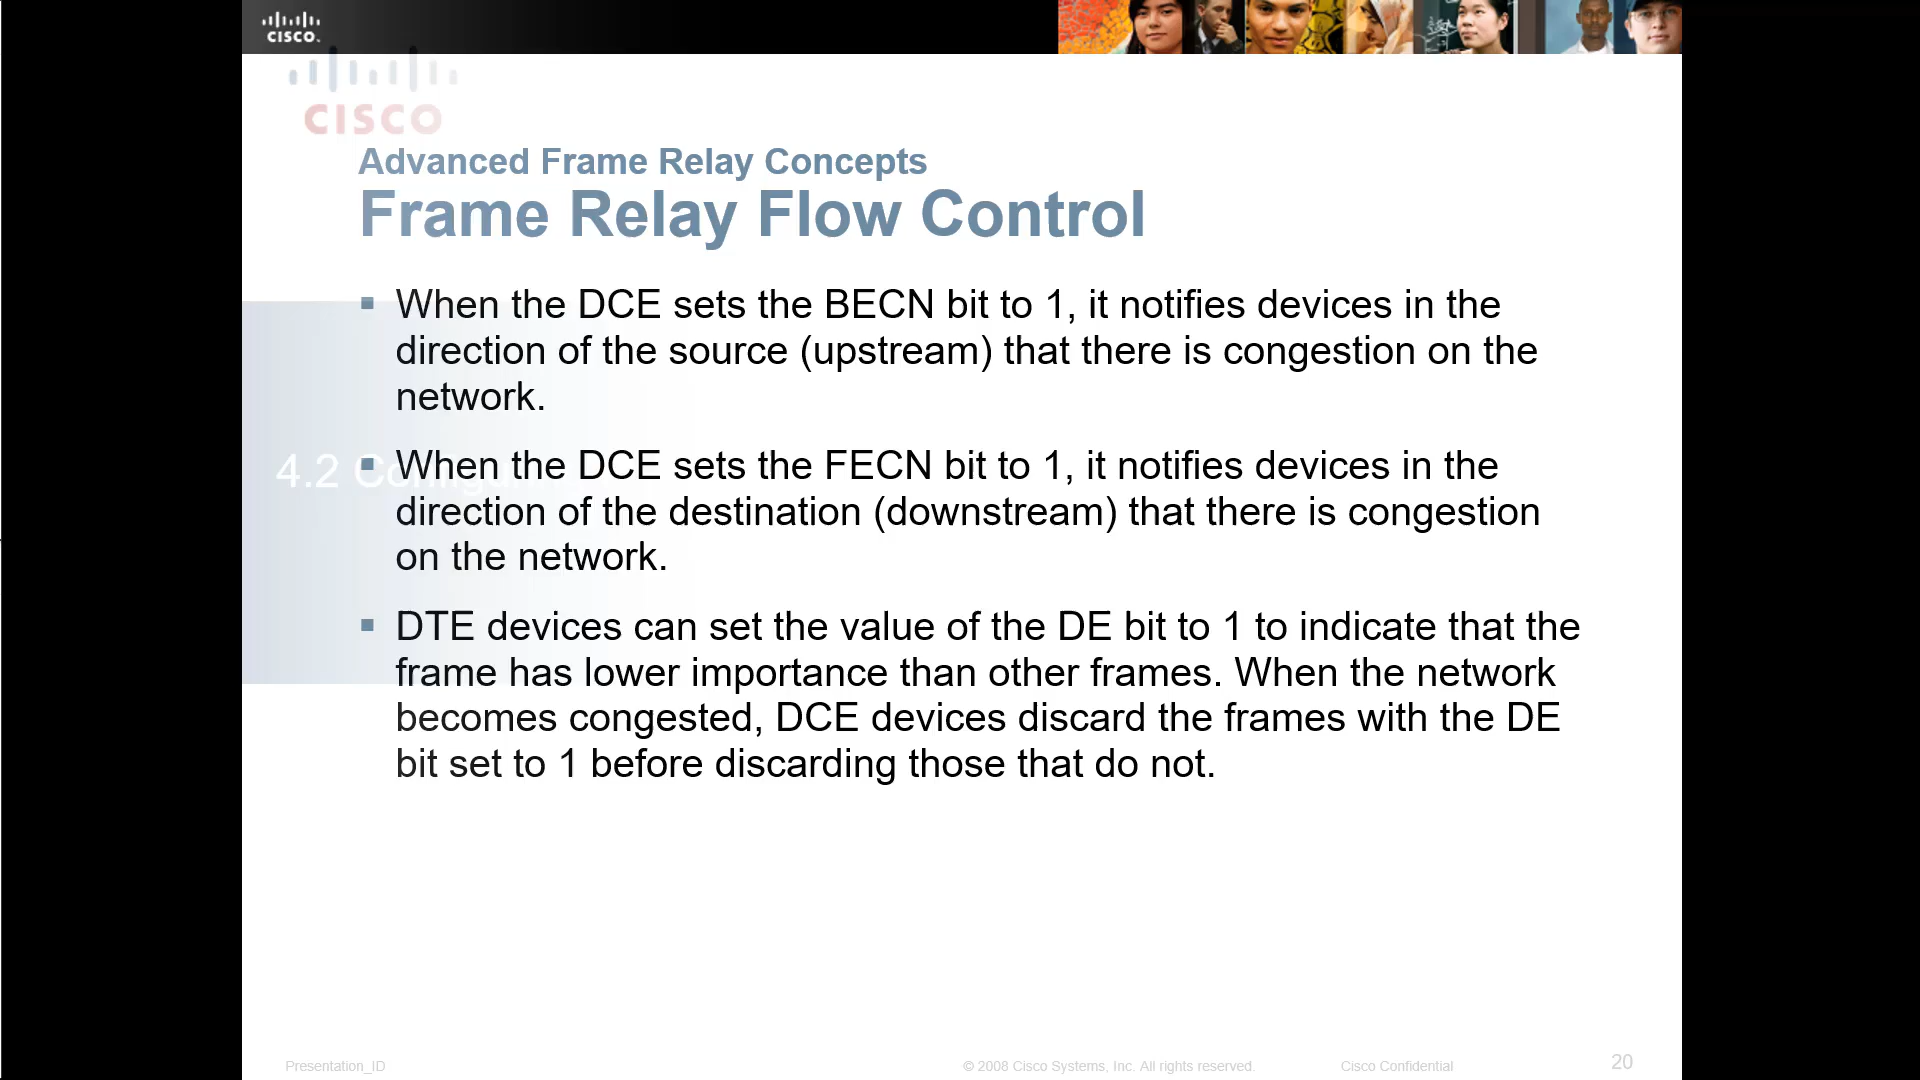 CISCO.
CISCO
Advanced Frame Relay Concepts
Frame Relay Flow Control
▪ When the DCE sets the BECN bit to 1, it notifies devices in the
direction of the source (upstream) that there is congestion on the
network.
4.2 Config
▪ When the DCE sets the FECN bit to 1, it notifies devices in the
direction of the destination (downstream) that there is congestion
on the network.
▪ DTE devices can set the value of the DE bit to 1 to indicate that the
frame has lower importance than other frames. When the network
becomes congested, DCE devices discard the frames with the DE
bit set to 1 before discarding those that do not.
Presentation_ID
© 2008 Cisco Systems, Inc. All rights reserved.
Cisco Confidential
20